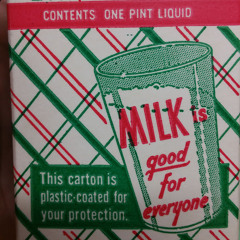 CONTENTS ONE PINT LIQUID
MILK is
good
for
everyone
This carton is
plastic-coated for
your protection.